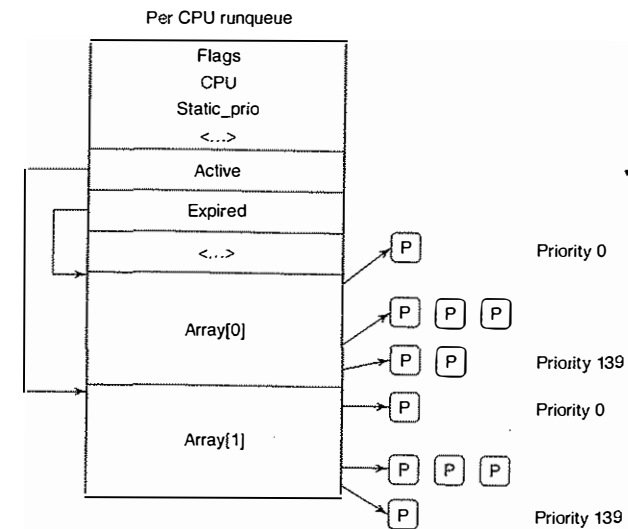 Per CPU runqueue
Flags
CPU
Static_prio
<...>
Active
Expired
<...>
P Priority 0
Array[0]
P P P
P P Priority 139
P Priority 0
Array[1]
P P P
P Priority 139